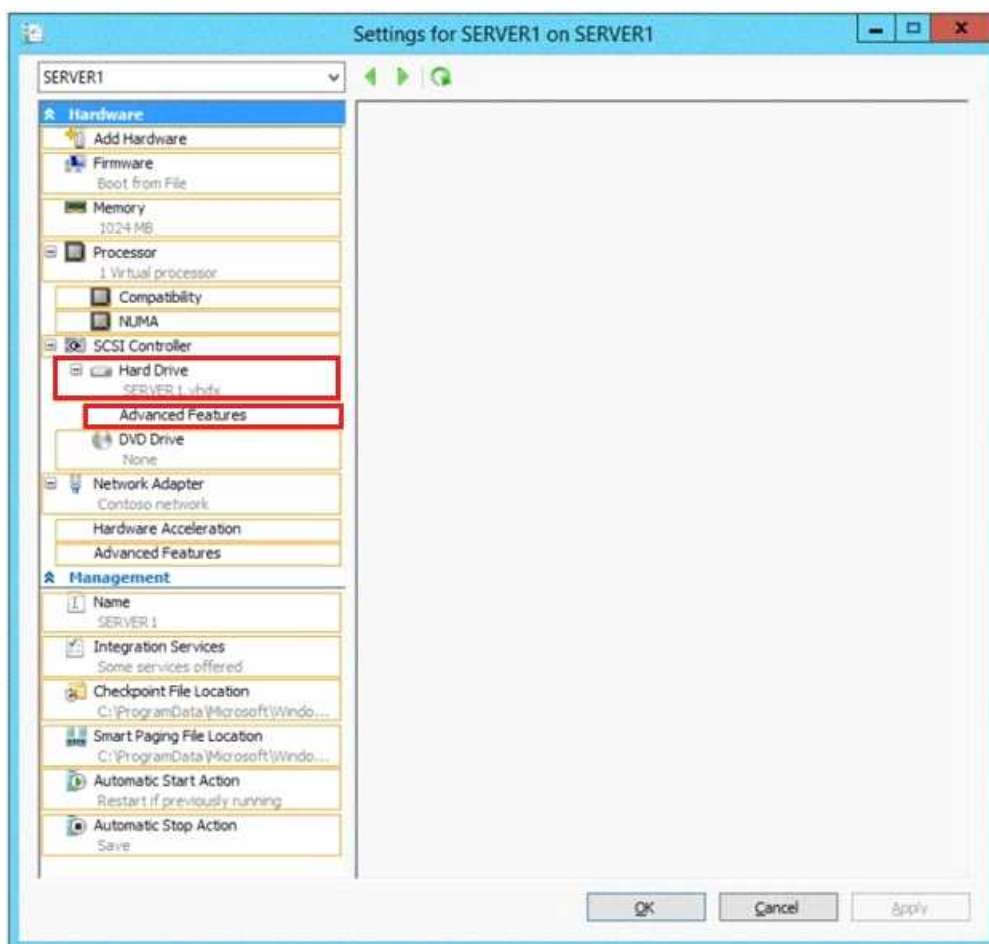 Settings for SERVER1 on SERVER1
SERVER1
Hardware
Add Hardware
Firmware
Boot from File
Memory
1024 MB
Processor
1 Virtual processor
Compatibility
NUMA
SCSI Controller
Hard Drive
SERVER1.vhdx
Advanced Features
DVD Drive
None
Network Adapter
Contoso network
Hardware Acceleration
Advanced Features
Management
Name
SERVER1
Integration Services
Some services offered
Checkpoint File Location
C:\ProgramData\Microsoft\Windo...
Smart Paging File Location
C:\ProgramData\Microsoft\Windo...
Automatic Start Action
Restart if previously running
Automatic Stop Action
Save
OK Cancel Apply